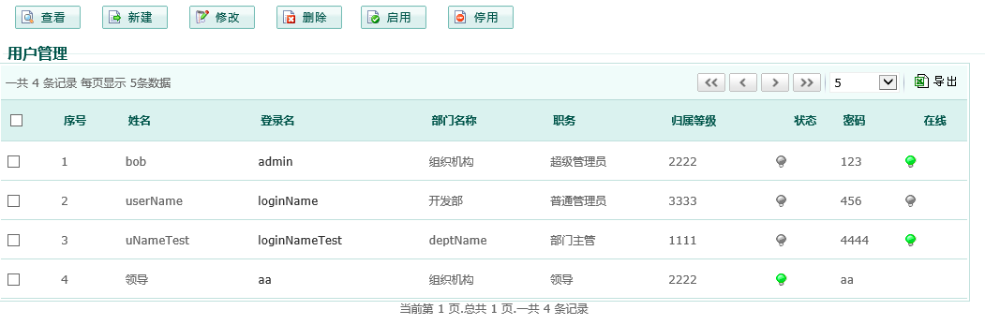 查看 新建 修改 删除 启用 停用
用户管理
一共 4 条记录 每页显示 5条数据 << < > >> 5 导出
序号 姓名 登录名 部门名称 职务 归属等级 状态 密码 在线
1 bob admin 组织机构 超级管理员 2222 123
2 userName loginName 开发部 普通管理员 3333 456
3 uNameTest loginNameTest deptName 部门主管 1111 4444
4 领导 aa 组织机构 领导 2222 aa
当前第 1 页.总共 1 页.一共 4 条记录